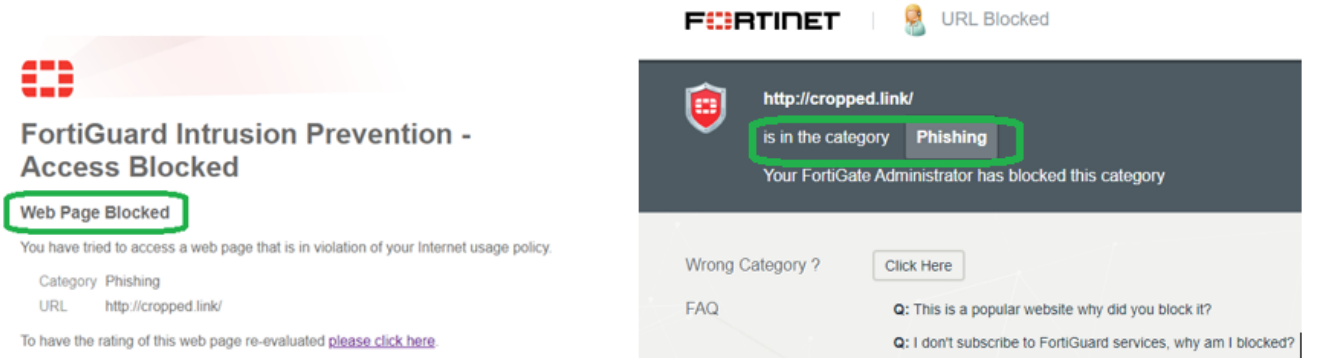 FortiGuard Intrusion Prevention -
Access Blocked
Web Page Blocked
You have tried to access a web page that is in violation of your Internet usage policy.
Category Phishing
URL http://cropped.link/
To have the rating of this web page re-evaluated please click here.
FORTINET URL Blocked
http://cropped.link/
is in the category Phishing
Your FortiGate Administrator has blocked this category
Wrong Category ? Click Here
FAQ Q: This is a popular website why did you block it?
Q: I don't subscribe to FortiGuard services, why am I blocked?